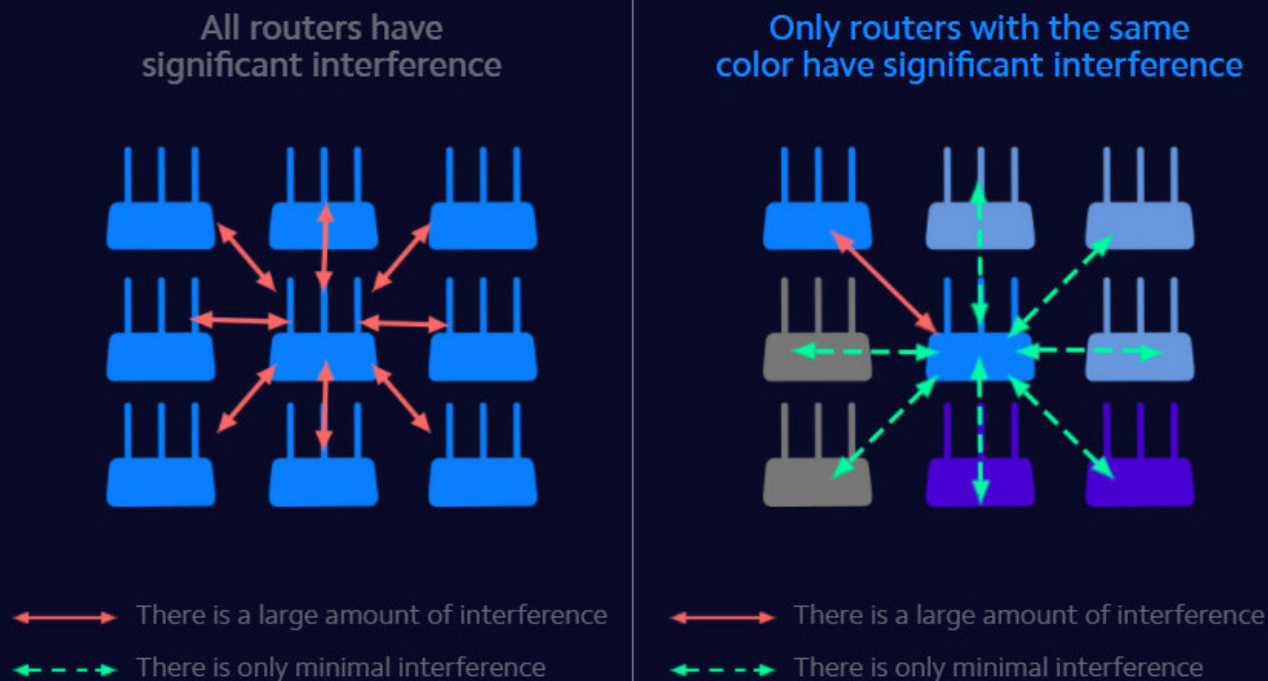 All routers have
significant interference
There is a large amount of interference
There is only minimal interference
Only routers with the same
color have significant interference
There is a large amount of interference
There is only minimal interference